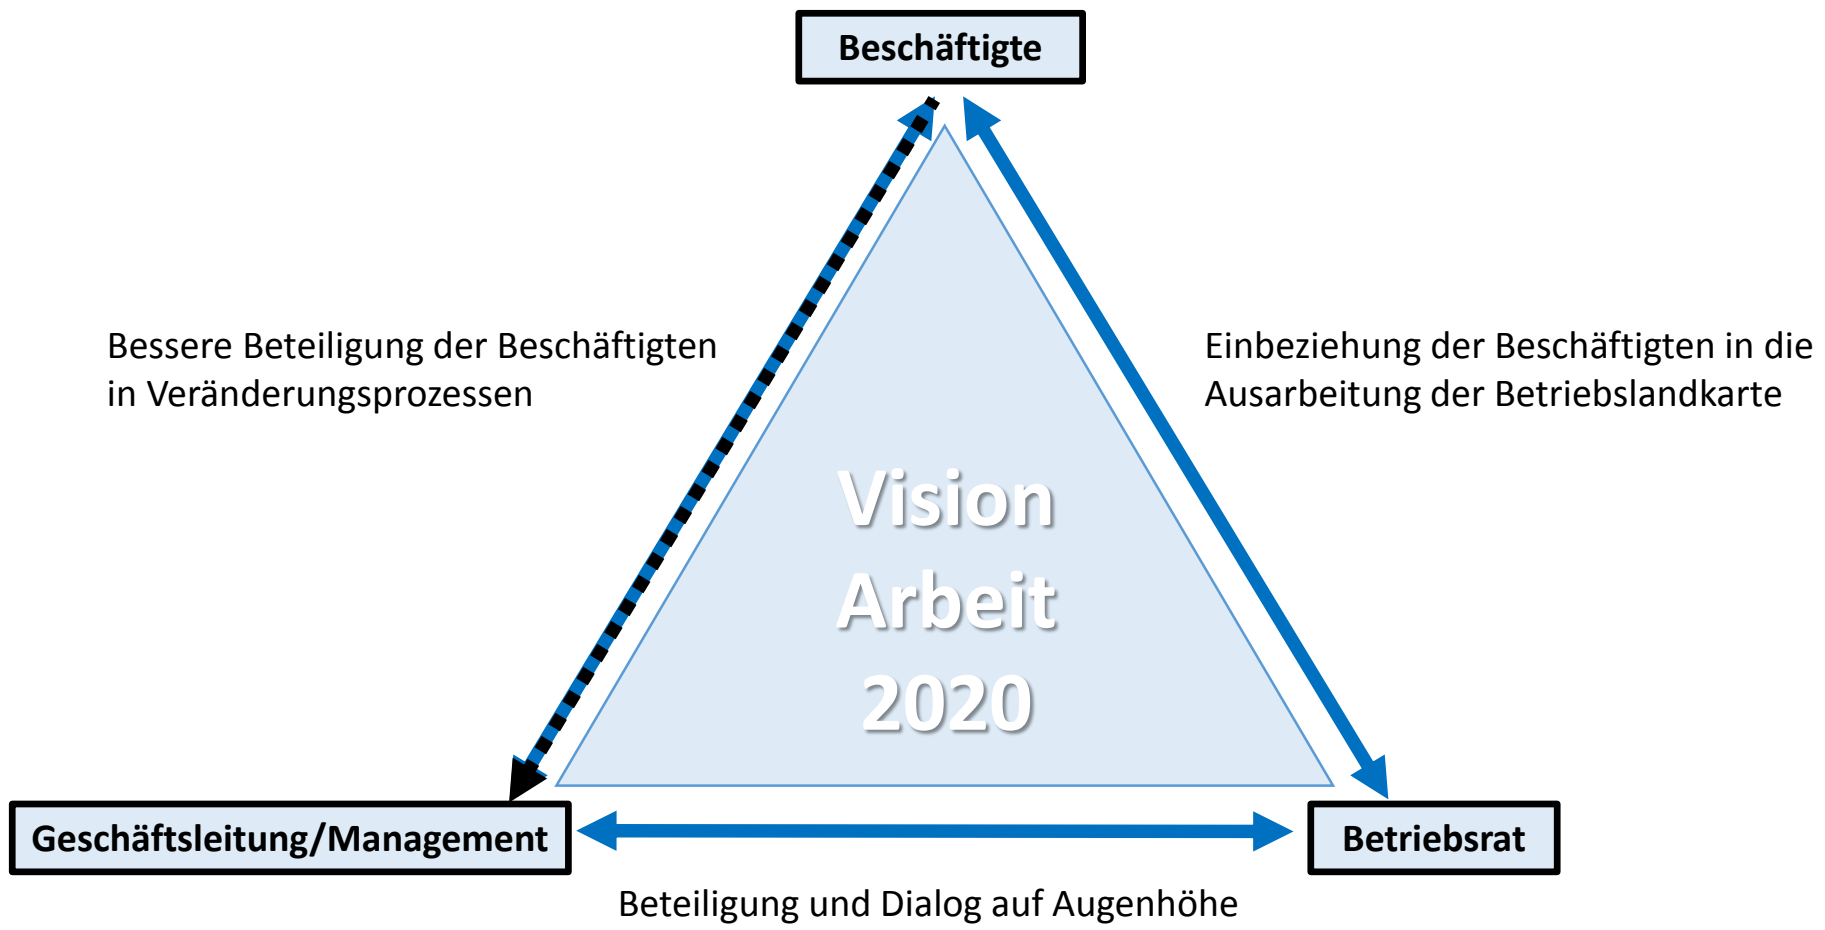 Beschäftigte
Bessere Beteiligung der Beschäftigten
in Veränderungsprozessen
Einbeziehung der Beschäftigten in die
Ausarbeitung der Betriebslandkarte
Vision
Arbeit
2020
Geschäftsleitung/Management
Betriebsrat
Beteiligung und Dialog auf Augenhöhe